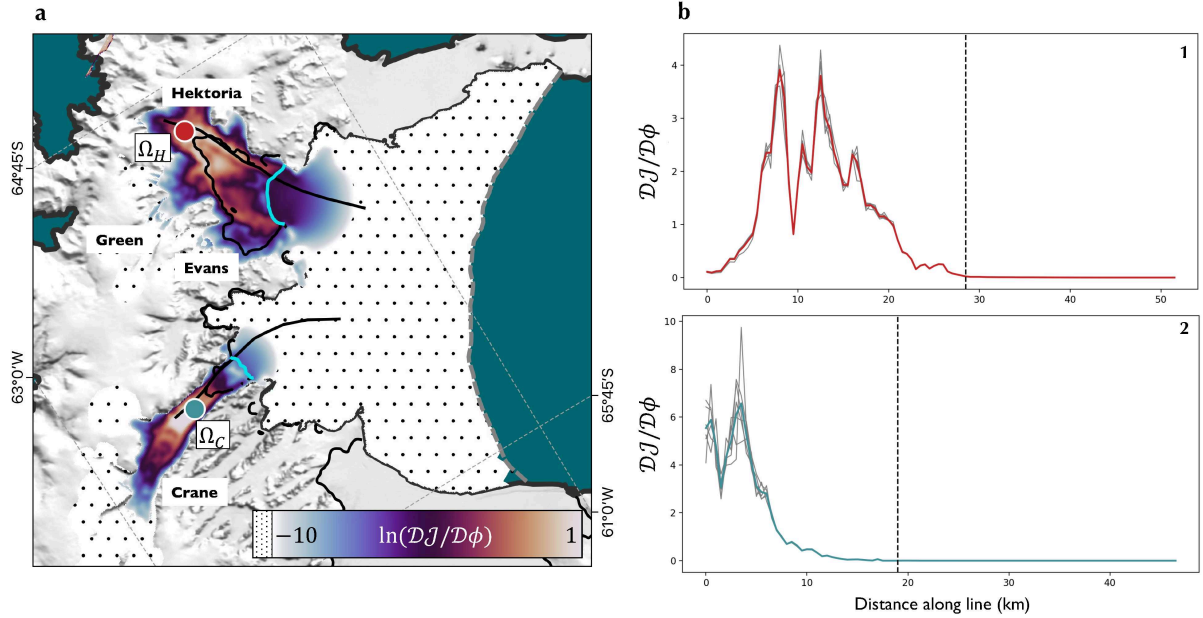 a
Hektoria
Ω_H
Green
Evans
Ω_C
Crane
64°45'S
63°0'W
65°45'S
61°0'W
−10 ln(𝒟𝒥/𝒟ϕ) 1
b
1
𝒟𝒥/𝒟ϕ
4
3
2
1
0
0 10 20 30 40 50
2
𝒟𝒥/𝒟ϕ
10
8
6
4
2
0
0 10 20 30 40
Distance along line (km)